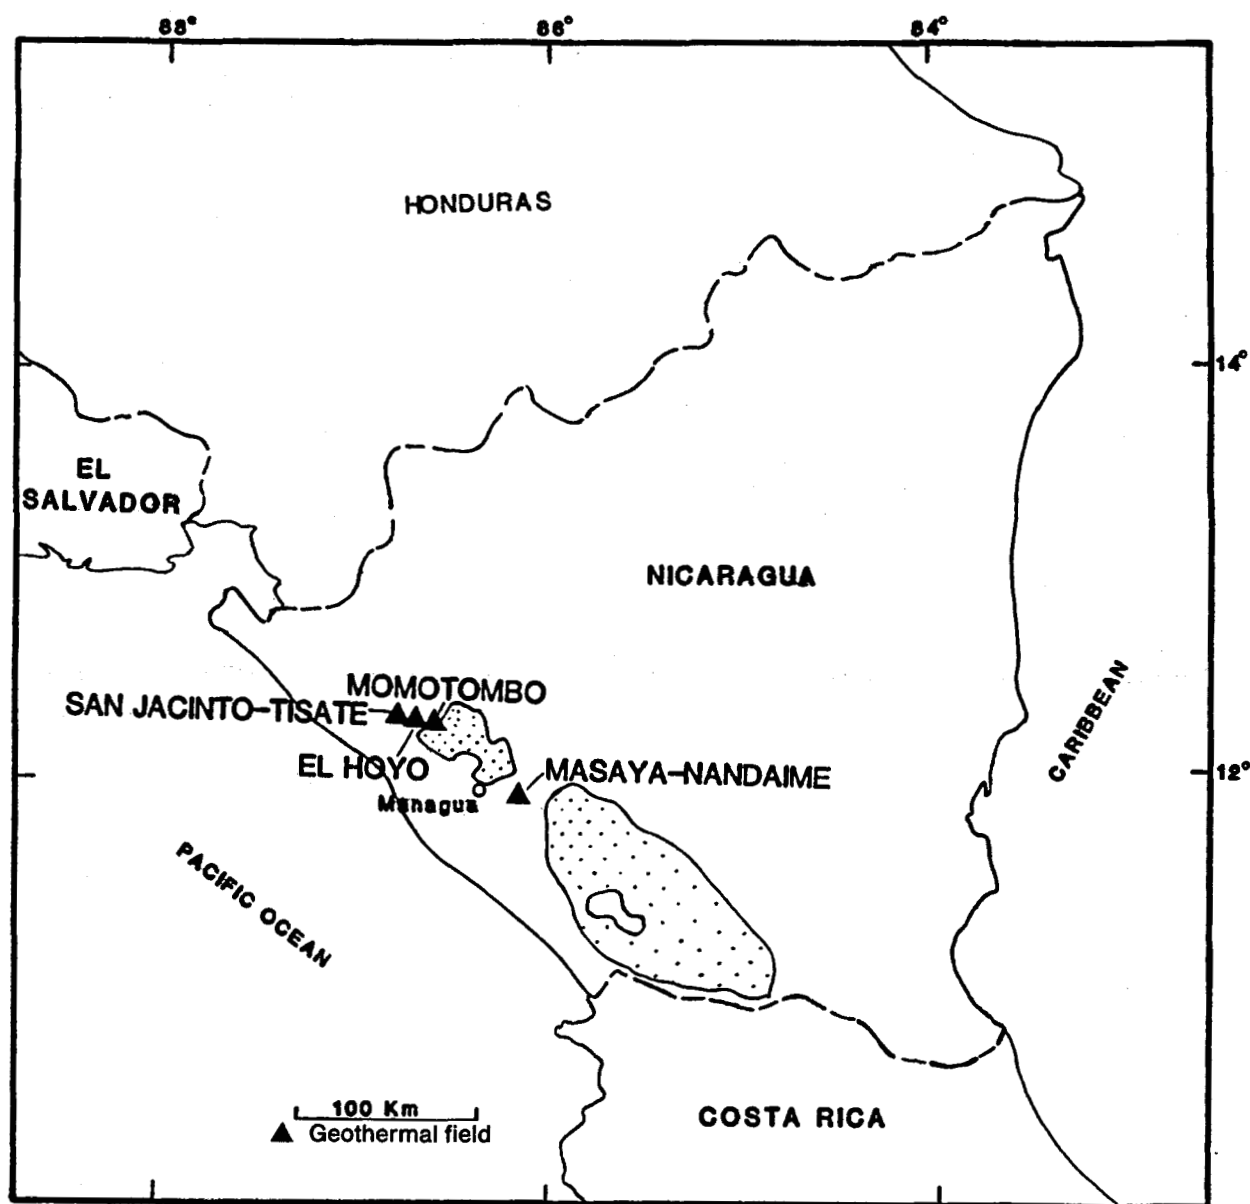 88° 86° 84°
HONDURAS
14°
EL
SALVADOR
NICARAGUA
MOMOTOMBO
SAN JACINTO-TISATE
CARIBBEAN
EL HOYO
MASAYA-NANDAIME
12°
Managua
PACIFIC OCEAN
100 Km
COSTA RICA
▲ Geothermal field